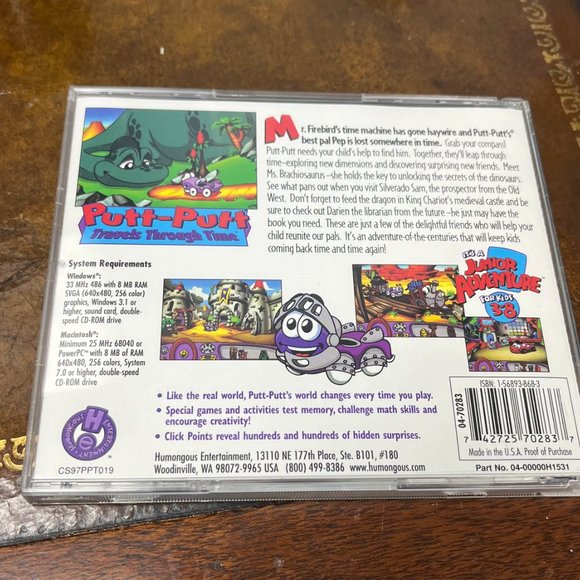 Mr. Firebird's time machine has gone haywire and Putt-Putt's®
best pal Pep is lost somewhere in time. Grab your compass!
Putt-Putt needs your child's help to find him. Together, they'll leap through
time–exploring new dimensions and discovering surprising new friends. Meet
Ms. Brachiosaurus –she holds the key to unlocking the secrets of the dinosaurs.
See what pans out when you visit Silverado Sam, the prospector from the Old
West. Don't forget to feed the dragon in King Chariot's medieval castle and be
sure to check out Darien the librarian from the future –he just may have the
book you need. These are just a few of the delightful friends who will help your
child reunite our pals. It's an adventure-of-the-centuries that will keep kids
coming back time and time again!
Putt-Putt
Travels Through Time
System Requirements
Windows®:
33 MHz 486 with 8 MB RAM
SVGA (640x480, 256 color)
graphics, Windows 3.1 or
higher, sound card, double-
speed CD-ROM drive
Macintosh®:
Minimum 25 MHz 68040 or
PowerPC™ with 8 MB of RAM
640x480, 256 colors, System
7.0 or higher, double-speed
CD-ROM drive
IT'S A
JUNIOR
ADVENTURE™
FOR KIDS
3-8
• Like the real world, Putt-Putt's world changes every time you play.
• Special games and activities test memory, challenge math skills and
encourage creativity!
• Click Points reveal hundreds and hundreds of hidden surprises.
HUMONGOUS ENTERTAINMENT
H
e
CS97PPT019
Humongous Entertainment, 13110 NE 177th Place, Ste. B101, #180
Woodinville, WA 98072-9965 USA (800) 499-8386 www.humongous.com
ISBN: 1-56893-868-3
04-70283
7 42725 70283 7
Made in the U.S.A. Proof of Purchase
Part No. 04-00000H1531